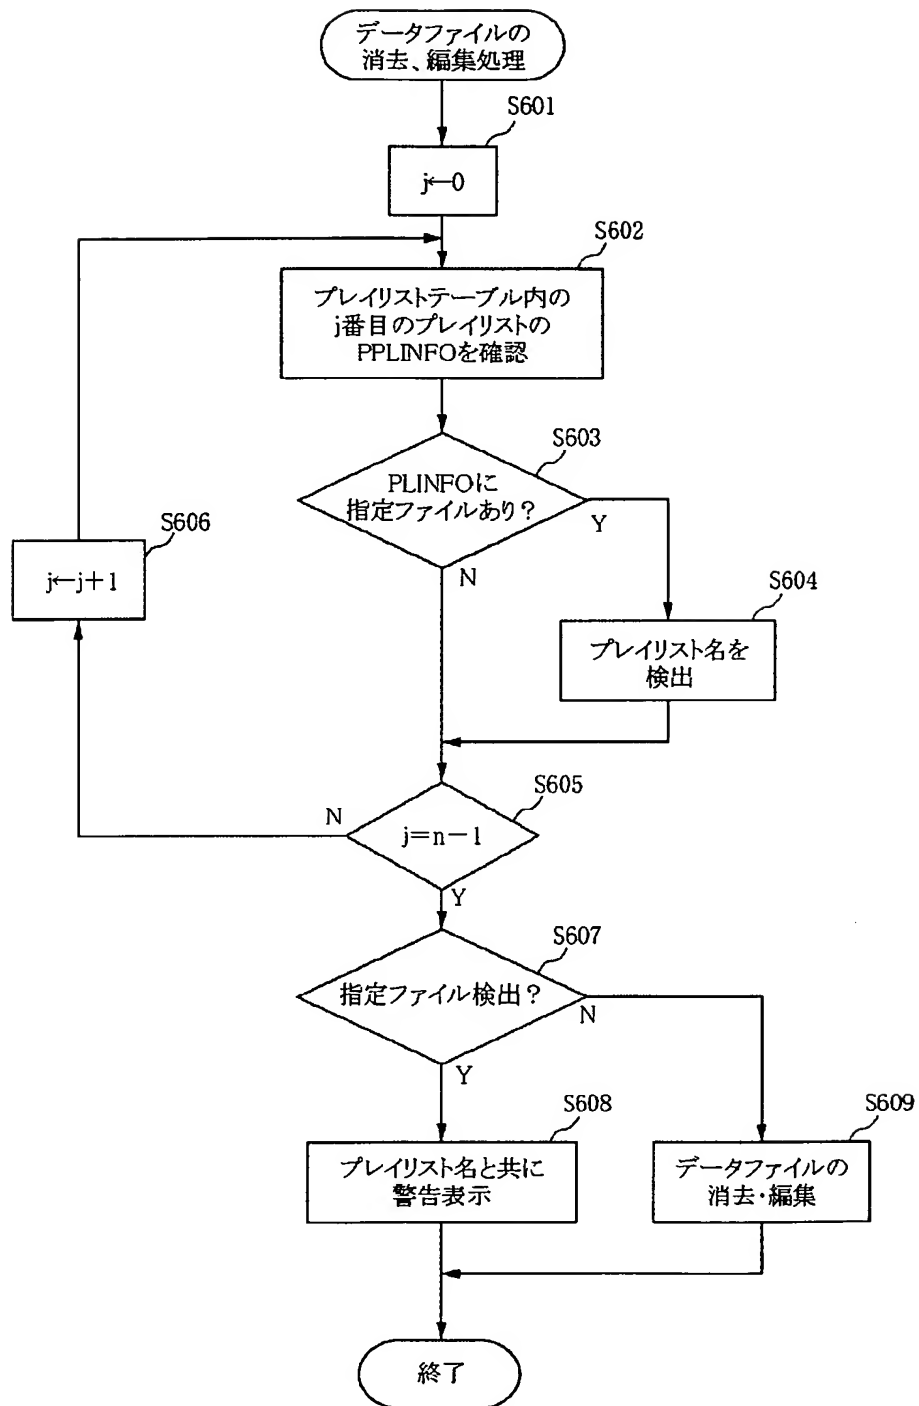 データファイルの
消去、編集処理
S601
j←0
S602
プレイリストテーブル内の
j番目のプレイリストの
PPLINFOを確認
S603
PLINFOに
指定ファイルあり？
Y
N
S606
j←j+1
S604
プレイリスト名を
検出
S605
N
j=n-1
Y
S607
指定ファイル検出？
N
Y
S608
プレイリスト名と共に
警告表示
S609
データファイルの
消去・編集
終了